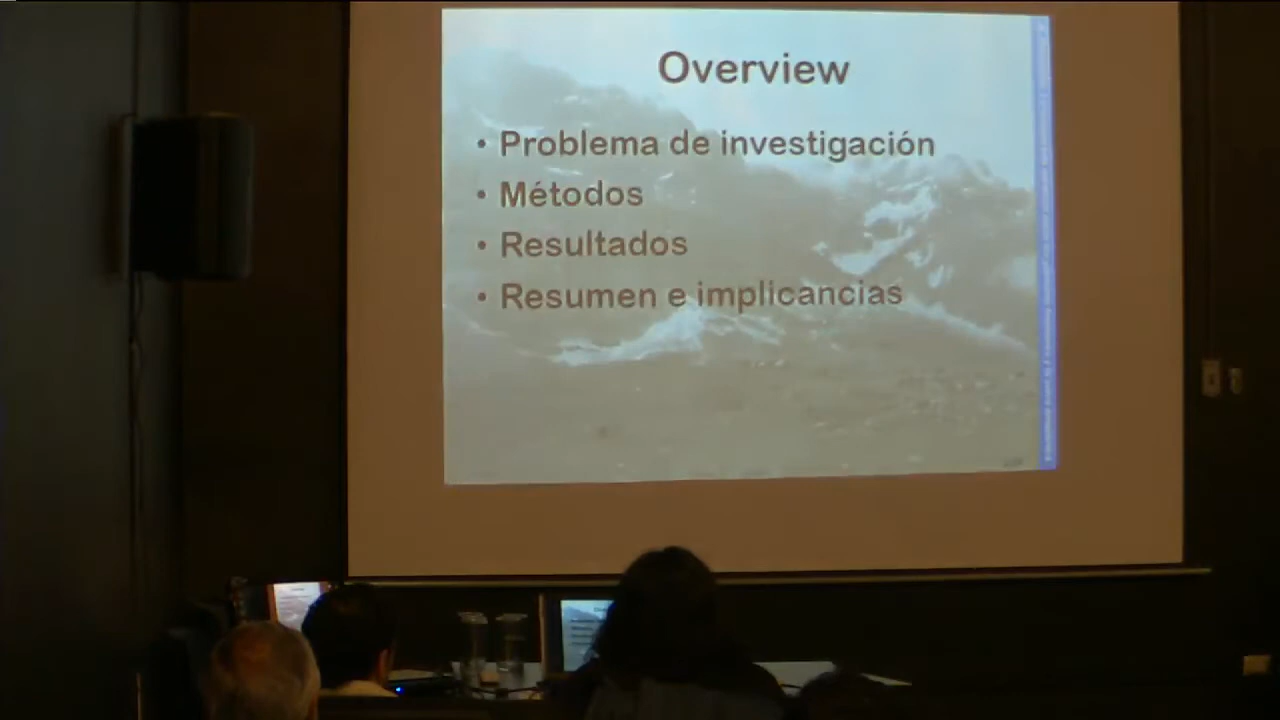 Overview
• Problema de investigación
• Métodos
• Resultados
• Resumen e implicancias